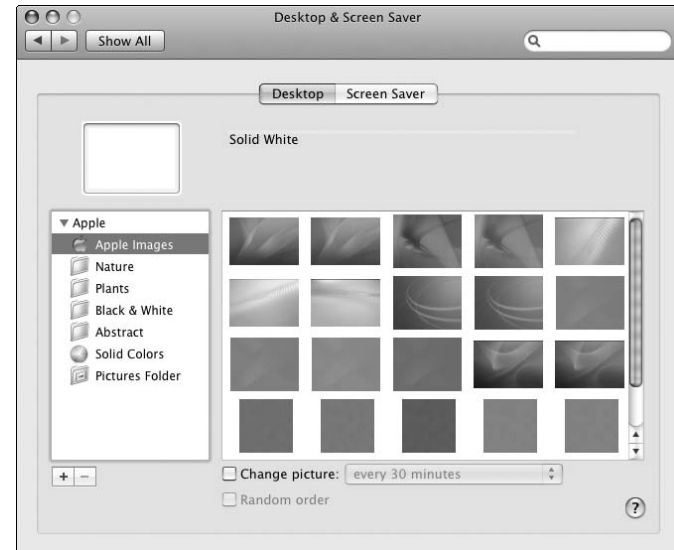 Desktop & Screen Saver
Show All
Desktop Screen Saver
Solid White
Apple
Apple Images
Nature
Plants
Black & White
Abstract
Solid Colors
Pictures Folder
+ −
Change picture: every 30 minutes
Random order
?